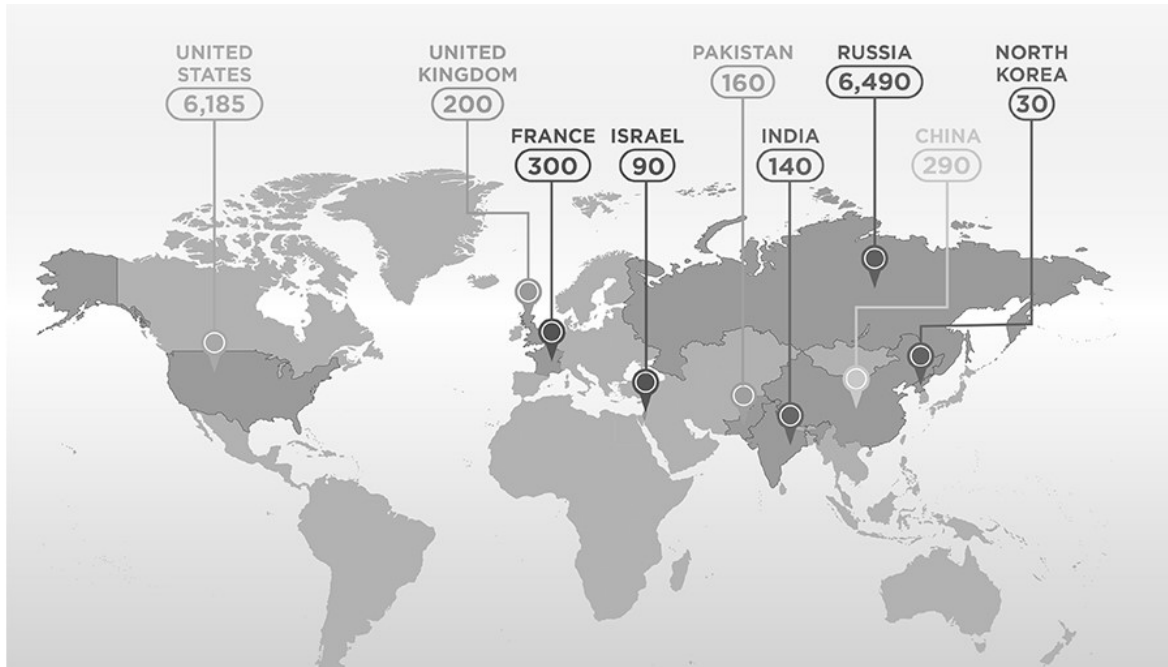 UNITED
STATES
6,185
UNITED
KINGDOM
200
FRANCE
300
ISRAEL
90
PAKISTAN
160
INDIA
140
RUSSIA
6,490
CHINA
290
NORTH
KOREA
30